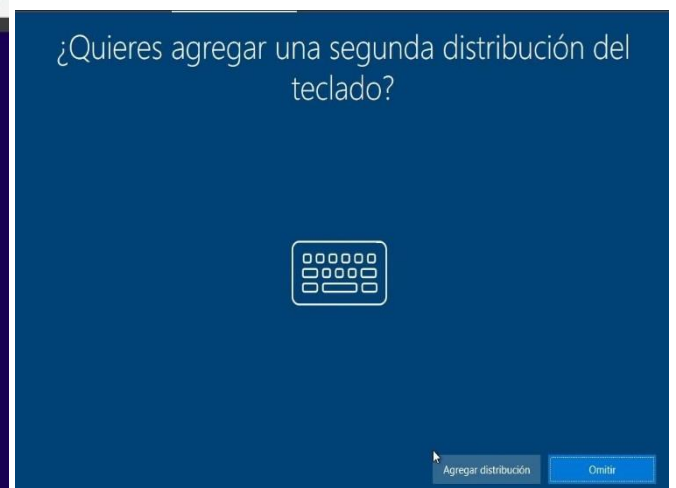 ¿Quieres agregar una segunda distribución del
teclado?
Agregar distribución
Omitir